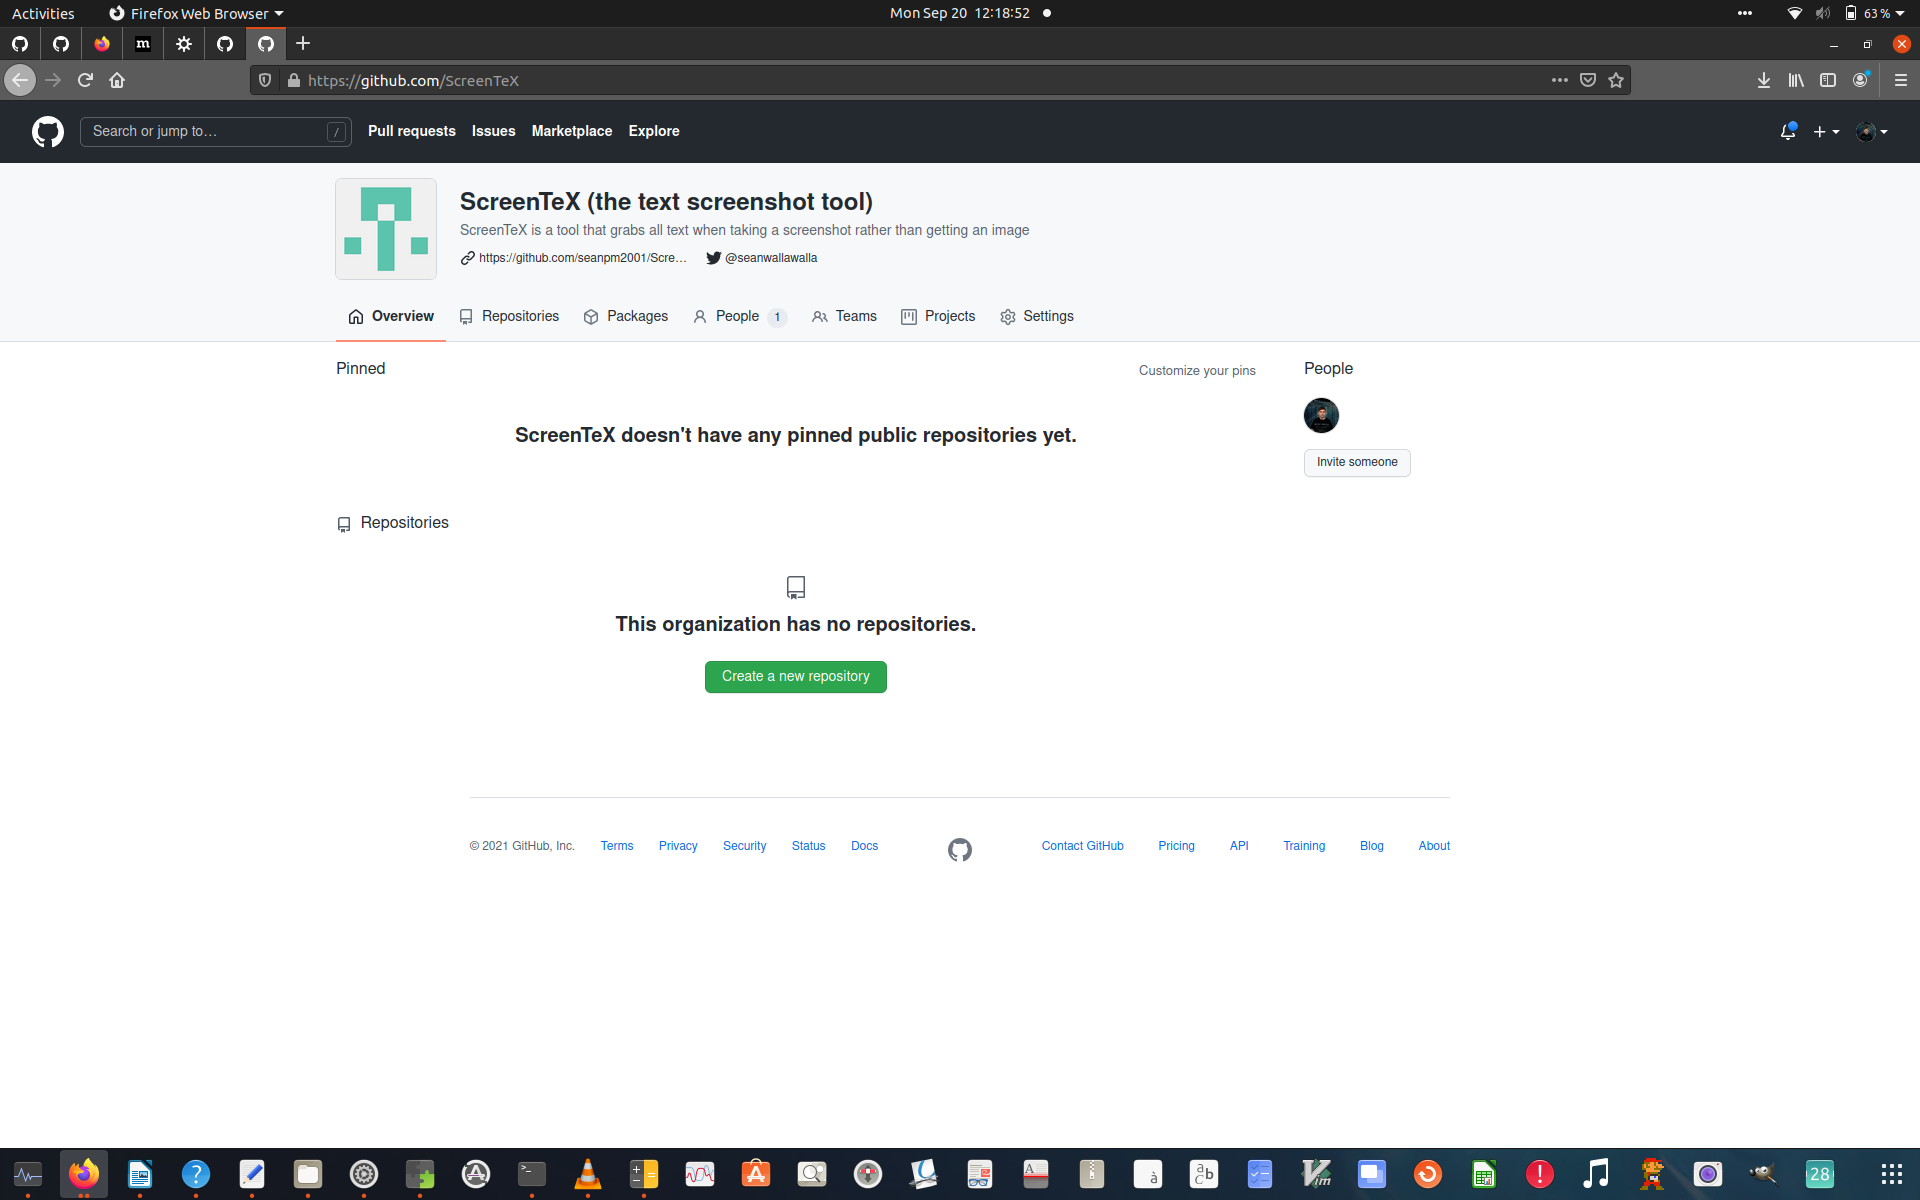 Activities Firefox Web Browser Mon Sep 20 12:18:52 63 %
m
https://github.com/ScreenTeX
Search or jump to… / Pull requests Issues Marketplace Explore
ScreenTeX (the text screenshot tool)
ScreenTeX is a tool that grabs all text when taking a screenshot rather than getting an image
https://github.com/seanpm2001/Scre… @seanwallawalla
Overview Repositories Packages People 1 Teams Projects Settings
Pinned Customize your pins People
ScreenTeX doesn't have any pinned public repositories yet.
Invite someone
Repositories
This organization has no repositories.
Create a new repository
© 2021 GitHub, Inc. Terms Privacy Security Status Docs Contact GitHub Pricing API Training Blog About
28